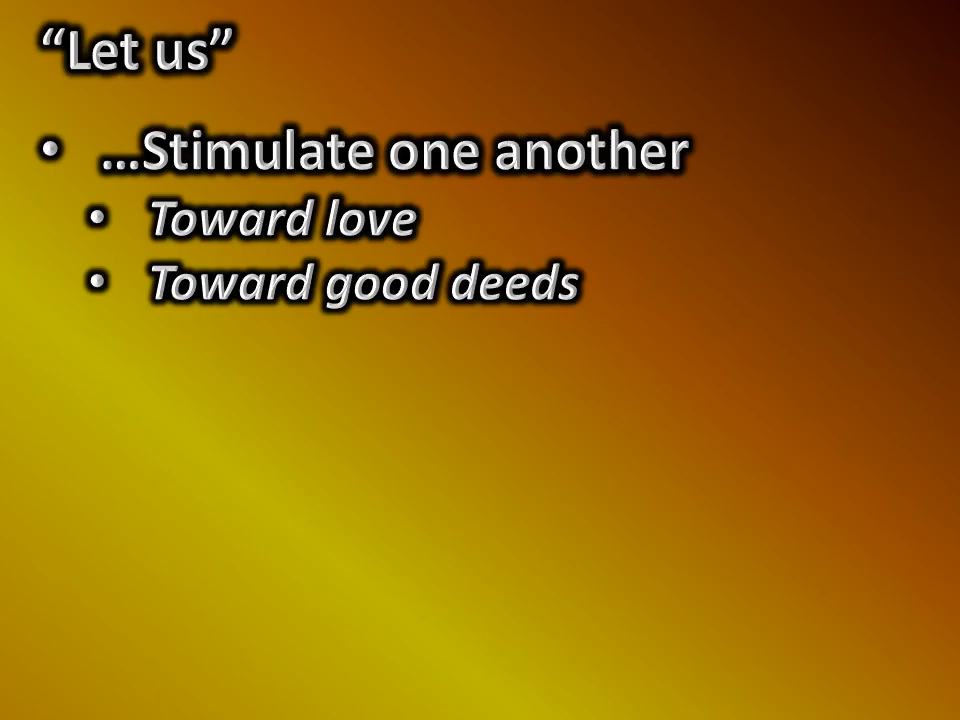 “Let us”
• …Stimulate one another
• Toward love
• Toward good deeds